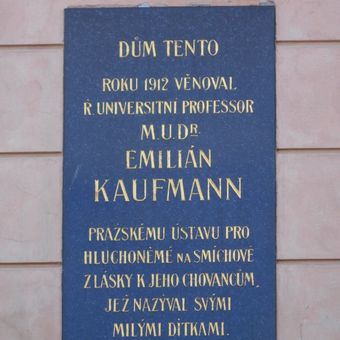 DŮM TENTO
ROKU 1912 VĚNOVAL
Ř. UNIVERSITNÍ PROFESSOR
M.U.DR.
EMILIÁN
KAUFMANN
PRAŽSKÉMU ÚSTAVU PRO
HLUCHONĚMÉ NA SMÍCHOVĚ
Z LÁSKY K JEHO CHOVANCŮM,
JEŽ NAZÝVAL SVÝMI
MILÝMI DÍTKAMI.